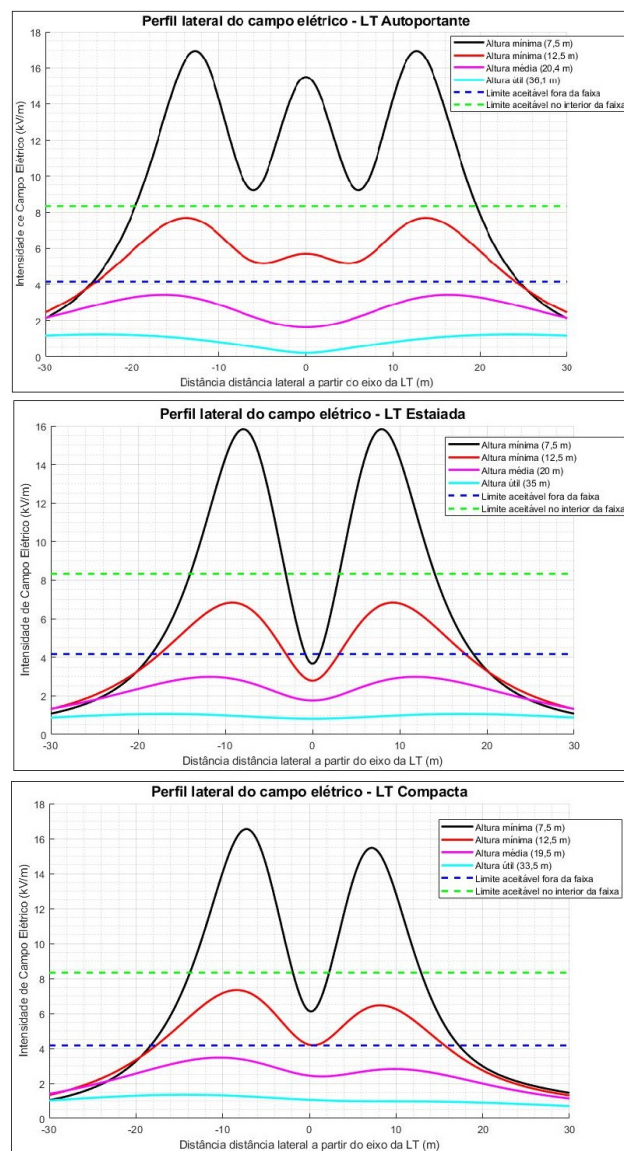 Perfil lateral do campo elétrico - LT Autoportante
Intensidade ce Campo Elétrico (kV/m)
18
16
14
12
10
8
6
4
2
0
-30
-20
-10
0
10
20
30
Distância distância lateral a partir co eixo da LT (m)
Altura mínima (7,5 m)
Altura mínima (12,5 m)
Altura média (20,4 m)
Altura útil (36,1 m)
Limite aceitável fora da faixa
Limite aceitável no interior da faixa
Perfil lateral do campo elétrico - LT Estaiada
Intensidade de Campo Elétrico (kV/m)
16
14
12
10
8
6
4
2
0
-30
-20
-10
0
10
20
30
Distância distância lateral a partir do eixo da LT (m)
Altura mínima (7,5 m)
Altura mínima (12,5 m)
Altura média (20 m)
Altura útil (35 m)
Limite aceitável fora da faixa
Limite aceitável no interior da faixa
Perfil lateral do campo elétrico - LT Compacta
Intensidade de Campo Elétrico (kV/m)
18
16
14
12
10
8
6
4
2
0
-30
-20
-10
0
10
20
30
Distância distância lateral a partir do eixo da LT (m)
Altura mínima (7,5 m)
Altura mínima (12,5 m)
Altura média (19,5 m)
Altura útil (33,5 m)
Limite aceitável fora da faixa
Limite aceitável no interior da faixa